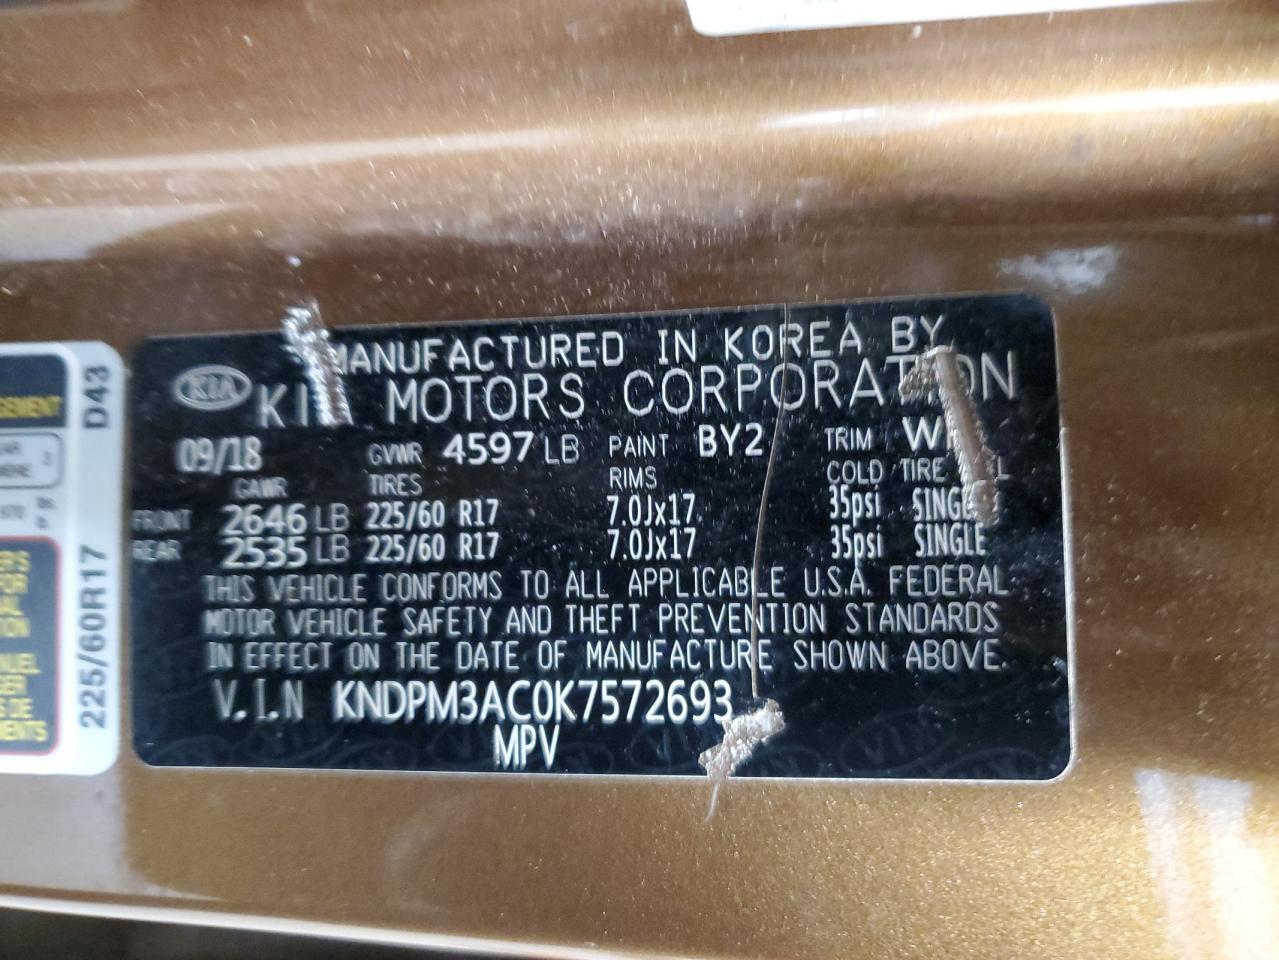 MANUFACTURED IN KOREA BY
KIA
KIA MOTORS CORPORATION
09/18 GVWR 4597 LB PAINT BY2 TRIM
GAWR TIRES RIMS COLD TIRE
FRONT 2646 LB 225/60 R17 7.0Jx17 35psi SINGLE
REAR 2535 LB 225/60 R17 7.0Jx17 35psi SINGLE
THIS VEHICLE CONFORMS TO ALL APPLICABLE U.S.A. FEDERAL
MOTOR VEHICLE SAFETY AND THEFT PREVENTION STANDARDS
IN EFFECT ON THE DATE OF MANUFACTURE SHOWN ABOVE.
V.I.N KNDPM3AC0K7572693
MPV
D43
225/60R17